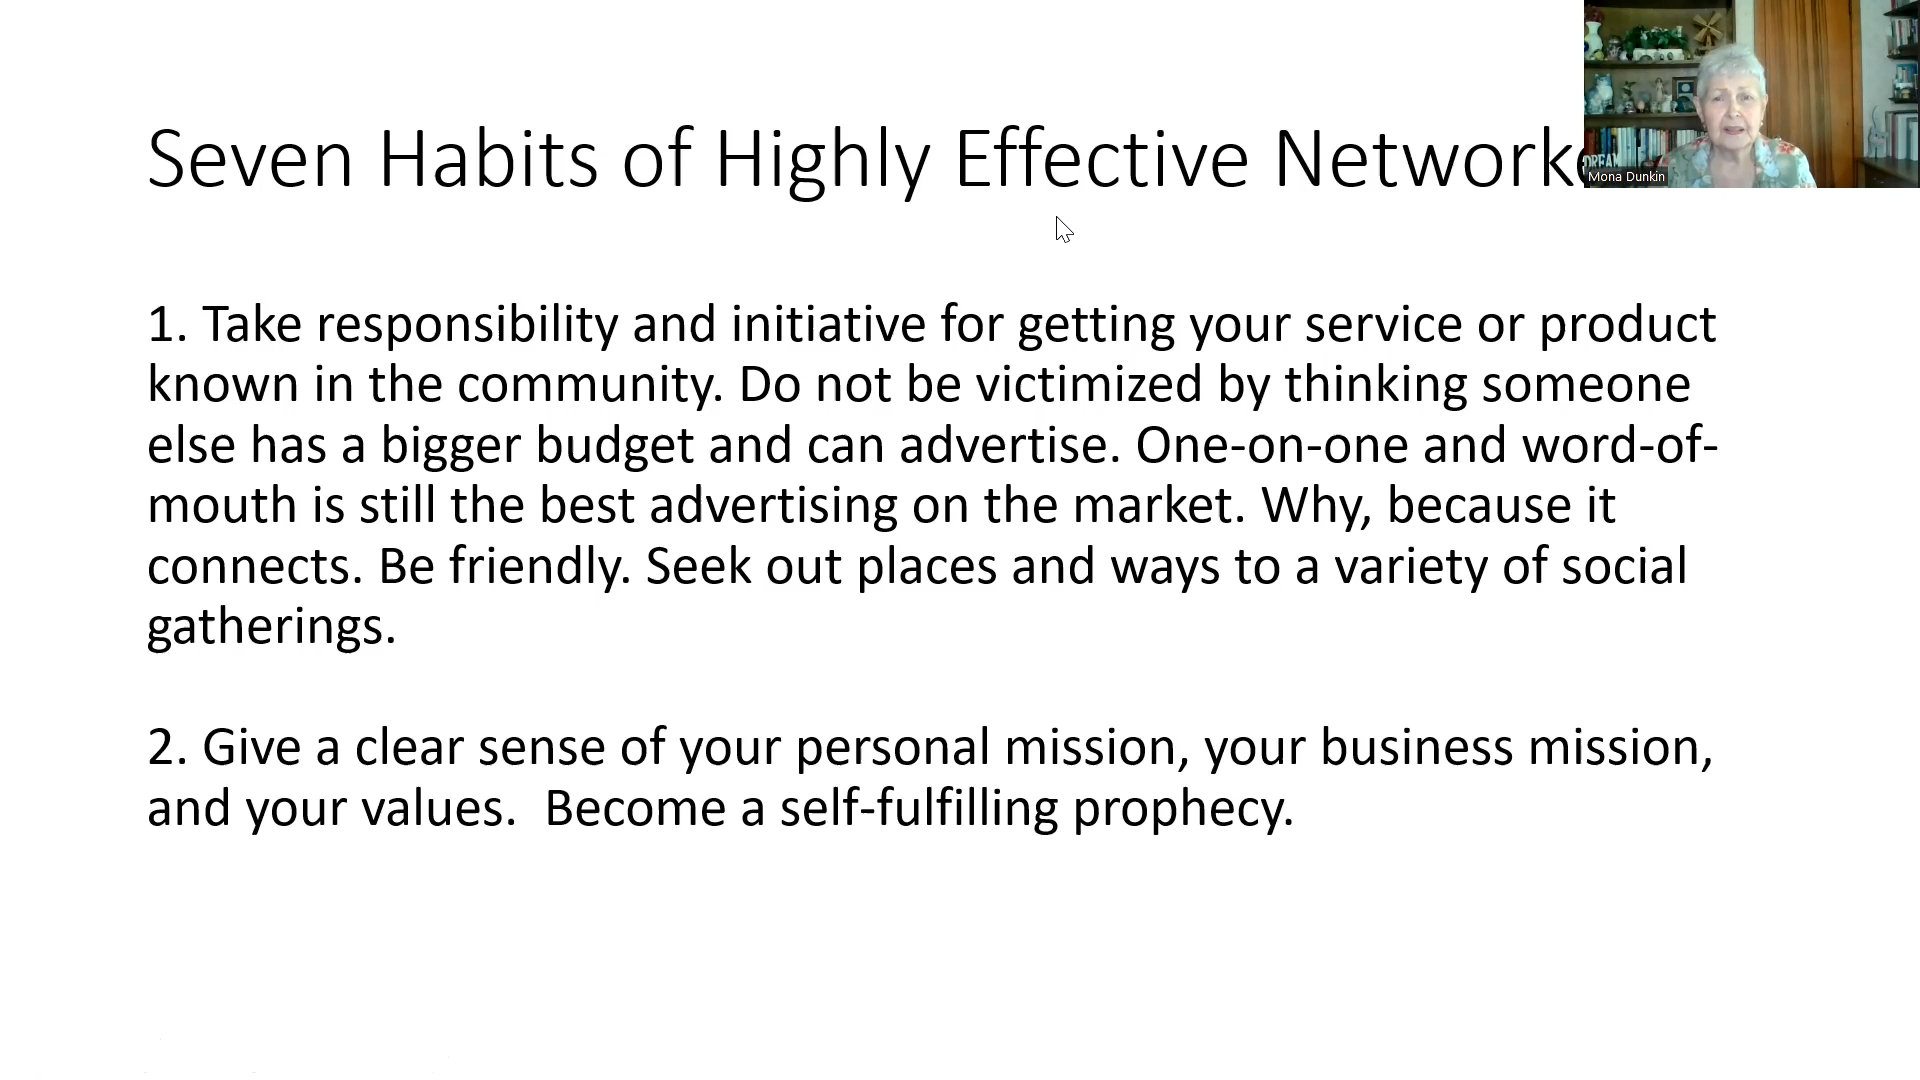 Seven Habits of Highly Effective Networke
DREAM
Mona Dunkin
1. Take responsibility and initiative for getting your service or product
known in the community. Do not be victimized by thinking someone
else has a bigger budget and can advertise. One-on-one and word-of-
mouth is still the best advertising on the market. Why, because it
connects. Be friendly. Seek out places and ways to a variety of social
gatherings.
2. Give a clear sense of your personal mission, your business mission,
and your values.  Become a self-fulfilling prophecy.